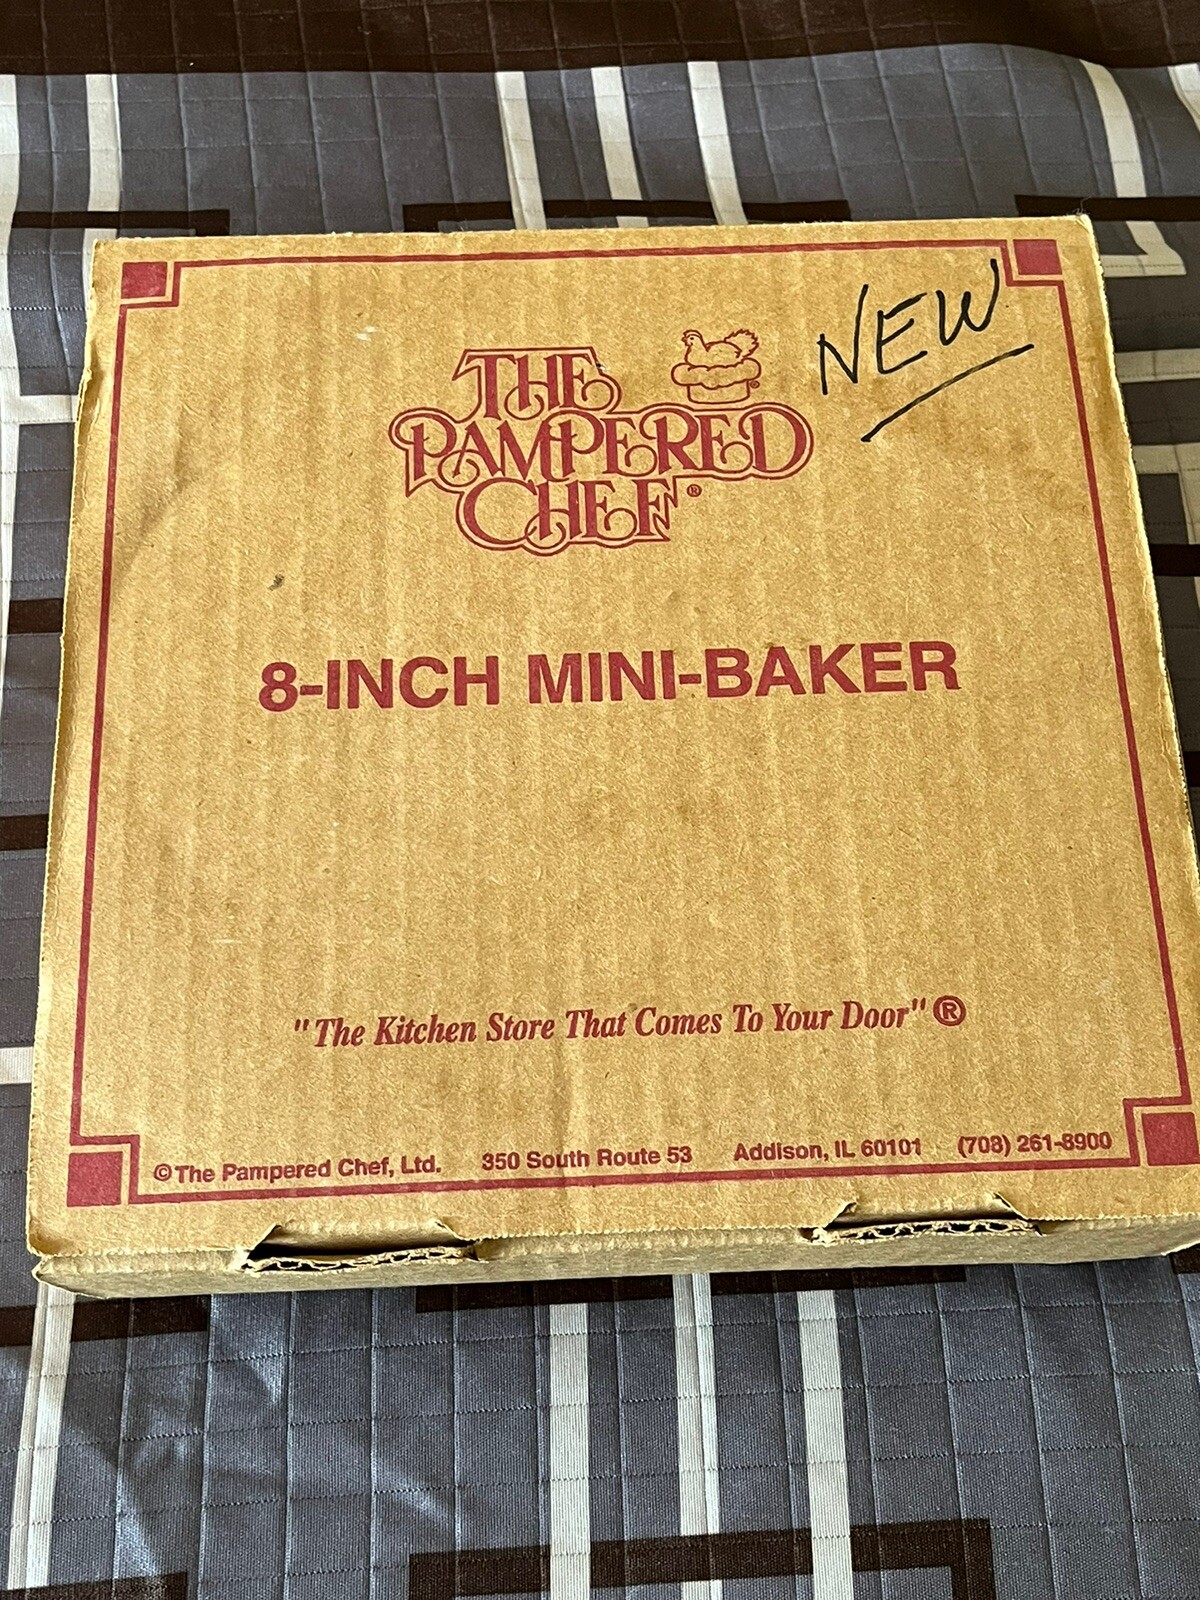 NEW
THE
PAMPERED
CHEF®
8-INCH MINI-BAKER
"The Kitchen Store That Comes To Your Door"®
©The Pampered Chef, Ltd. 350 South Route 53 Addison, IL 60101 (708) 261-8900